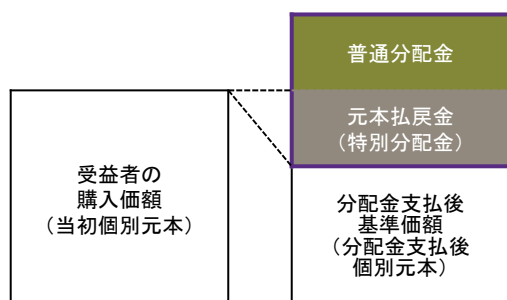 普通分配金
元本払戻金
(特別分配金)
受益者の
購入価額
(当初個別元本)
分配金支払後
基準価額
(分配金支払後
個別元本)